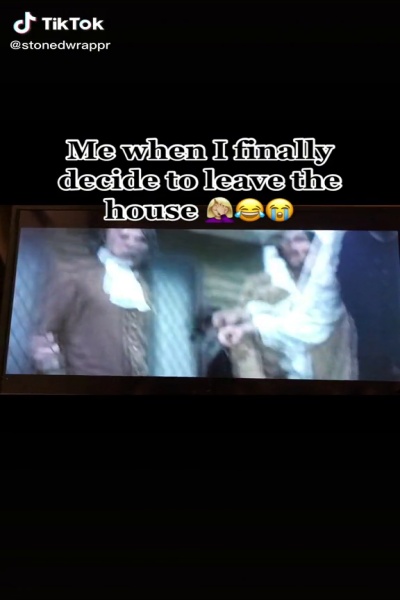 TikTok
@stonedwrappr
Me when I finally
decide to leave the
house 🤦🏼‍♀️😂😭